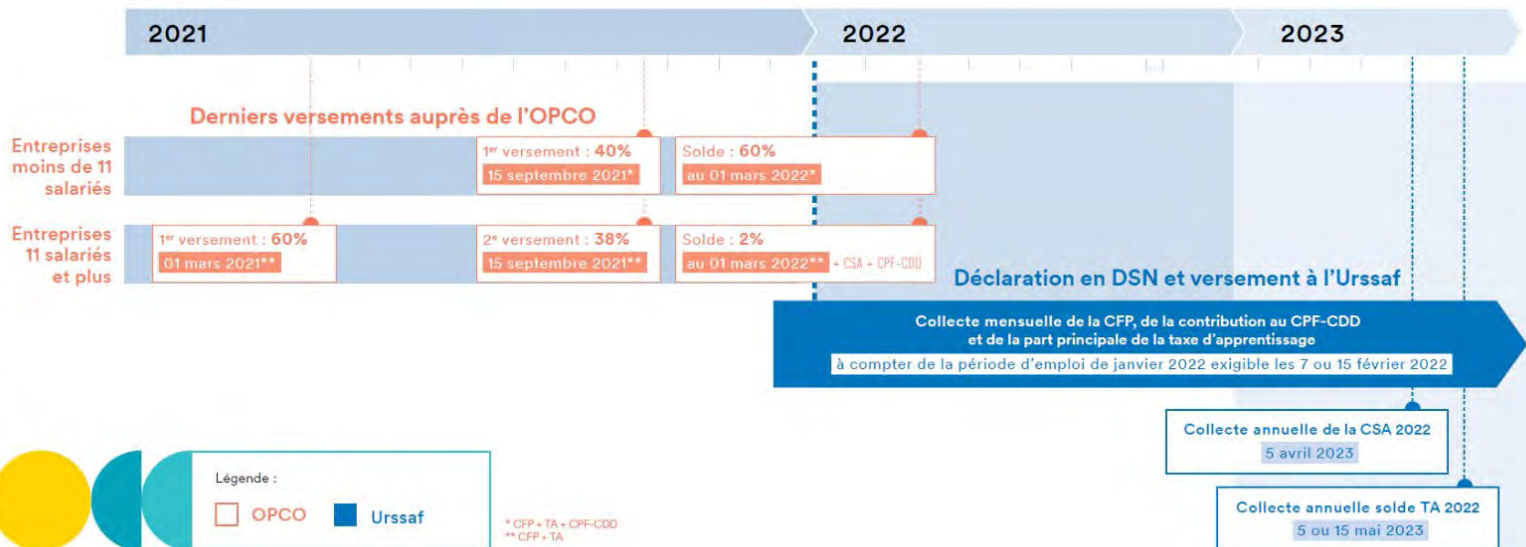 2021
2022
2023
Derniers versements auprès de l'OPCO
Entreprises
moins de 11
salariés
1er versement : 40%
15 septembre 2021*
Solde : 60%
au 01 mars 2022*
Entreprises
11 salariés
et plus
1er versement : 60%
01 mars 2021**
2e versement : 38%
15 septembre 2021**
Solde : 2%
au 01 mars 2022** + CSA + CPF-CDD
Déclaration en DSN et versement à l'Urssaf
Collecte mensuelle de la CFP, de la contribution au CPF-CDD
et de la part principale de la taxe d'apprentissage
à compter de la période d'emploi de janvier 2022 exigible les 7 ou 15 février 2022
Collecte annuelle de la CSA 2022
5 avril 2023
Collecte annuelle solde TA 2022
5 ou 15 mai 2023
Légende :
OPCO
Urssaf
* CFP + TA + CPF-CDD
** CFP + TA